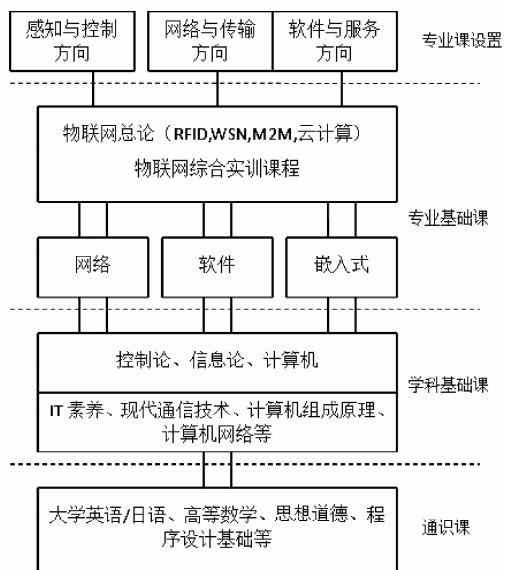 感知与控制
方向
网络与传输
方向
软件与服务
方向
专业课设置
物联网总论（RFID,WSN,M2M,云计算）
物联网综合实训课程
专业基础课
网络
软件
嵌入式
控制论、信息论、计算机
学科基础课
IT 素养、现代通信技术、计算机组成原理、
计算机网络等
大学英语/日语、高等数学、思想道德、程
序设计基础等
通识课